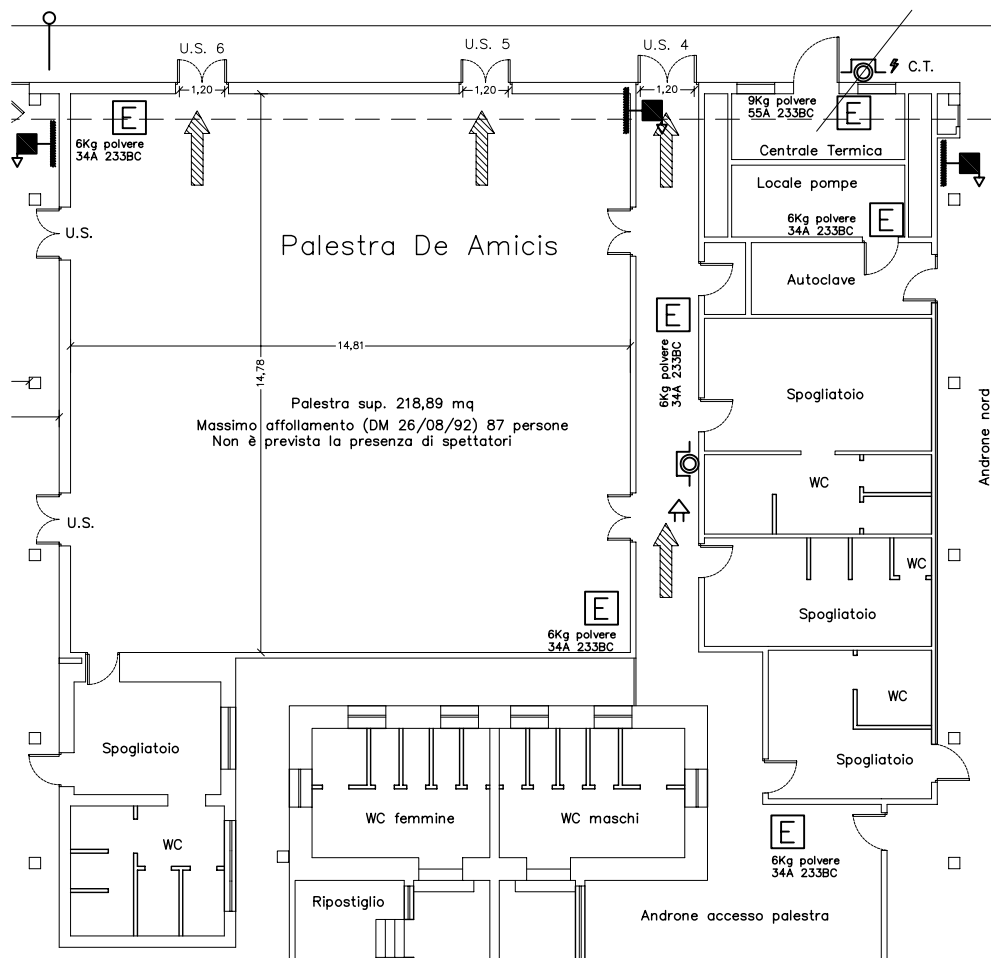 U.S. 6
U.S. 5
U.S. 4
C.T.
1,20
1,20
1,20
E
6Kg polvere
34A 233BC
9Kg polvere
55A 233BC
E
Centrale Termica
Locale pompe
6Kg polvere
34A 233BC
E
U.S.
Palestra De Amicis
Autoclave
E
6Kg polvere
34A 233BC
14,81
14,78
Palestra sup. 218,89 mq
Massimo affollamento (DM 26/08/92) 87 persone
Non è prevista la presenza di spettatori
Spogliatoio
Androne nord
WC
U.S.
WC
Spogliatoio
E
6Kg polvere
34A 233BC
WC
Spogliatoio
Spogliatoio
WC femmine
WC maschi
WC
E
6Kg polvere
34A 233BC
Ripostiglio
Androne accesso palestra